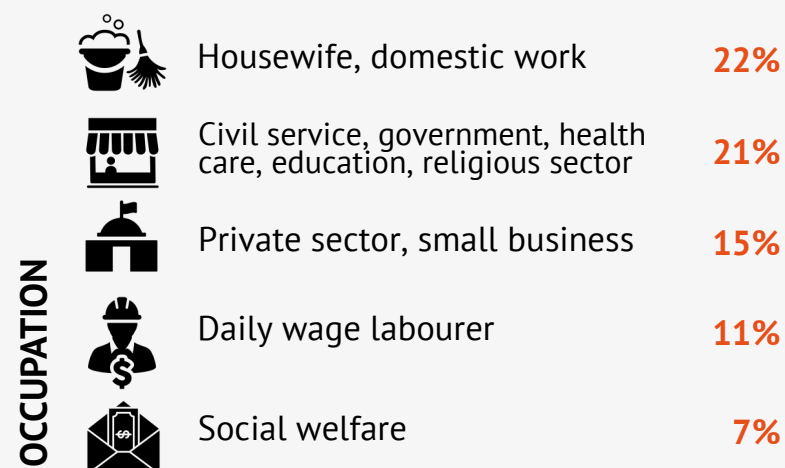 OCCUPATION
Housewife, domestic work 22%
Civil service, government, health
care, education, religious sector 21%
Private sector, small business 15%
Daily wage labourer 11%
Social welfare 7%